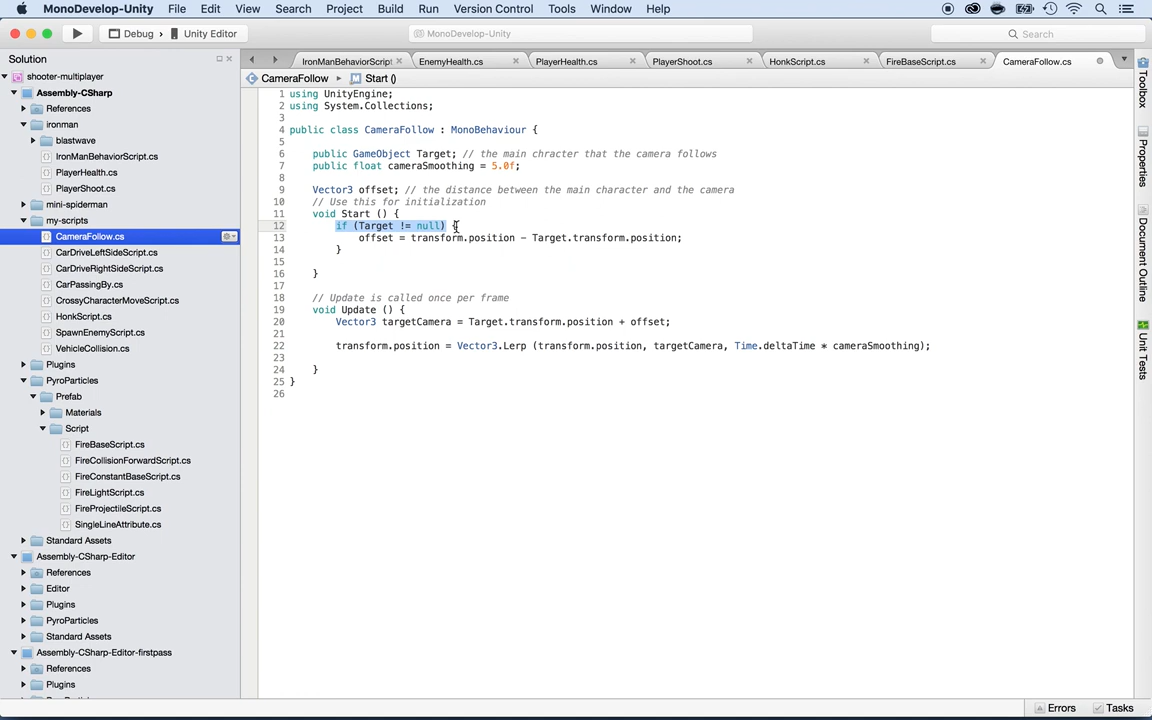 MonoDevelop-Unity File Edit View Search Project Build Run Version Control Tools Window Help
Debug › Unity Editor
MonoDevelop-Unity
Search
Solution
IronManBehaviorScript
EnemyHealth.cs
PlayerHealth.cs
PlayerShoot.cs
HonkScript.cs
FireBaseScript.cs
CameraFollow.cs
CameraFollow Start ()
shooter-multiplayer
Assembly-CSharp
References
ironman
blastwave
IronManBehaviorScript.cs
PlayerHealth.cs
PlayerShoot.cs
mini-spiderman
my-scripts
CameraFollow.cs
CarDriveLeftSideScript.cs
CarDriveRightSideScript.cs
CarPassingBy.cs
CrossyCharacterMoveScript.cs
HonkScript.cs
SpawnEnemyScript.cs
VehicleCollision.cs
Plugins
PyroParticles
Prefab
Materials
Script
FireBaseScript.cs
FireCollisionForwardScript.cs
FireConstantBaseScript.cs
FireLightScript.cs
FireProjectileScript.cs
SingleLineAttribute.cs
Standard Assets
Assembly-CSharp-Editor
References
Editor
Plugins
PyroParticles
Standard Assets
Assembly-CSharp-Editor-firstpass
References
Plugins
1 using UnityEngine;
2 using System.Collections;
3
4 public class CameraFollow : MonoBehaviour {
5
6 public GameObject Target; // the main chracter that the camera follows
7 public float cameraSmoothing = 5.0f;
8
9 Vector3 offset; // the distance between the main character and the camera
10 // Use this for initialization
11 void Start () {
12 if (Target != null) {
13 offset = transform.position - Target.transform.position;
14 }
15
16 }
17
18 // Update is called once per frame
19 void Update () {
20 Vector3 targetCamera = Target.transform.position + offset;
21
22 transform.position = Vector3.Lerp (transform.position, targetCamera, Time.deltaTime * cameraSmoothing);
23
24 }
25 }
26
Toolbox
Properties
Document Outline
Unit Tests
Errors Tasks